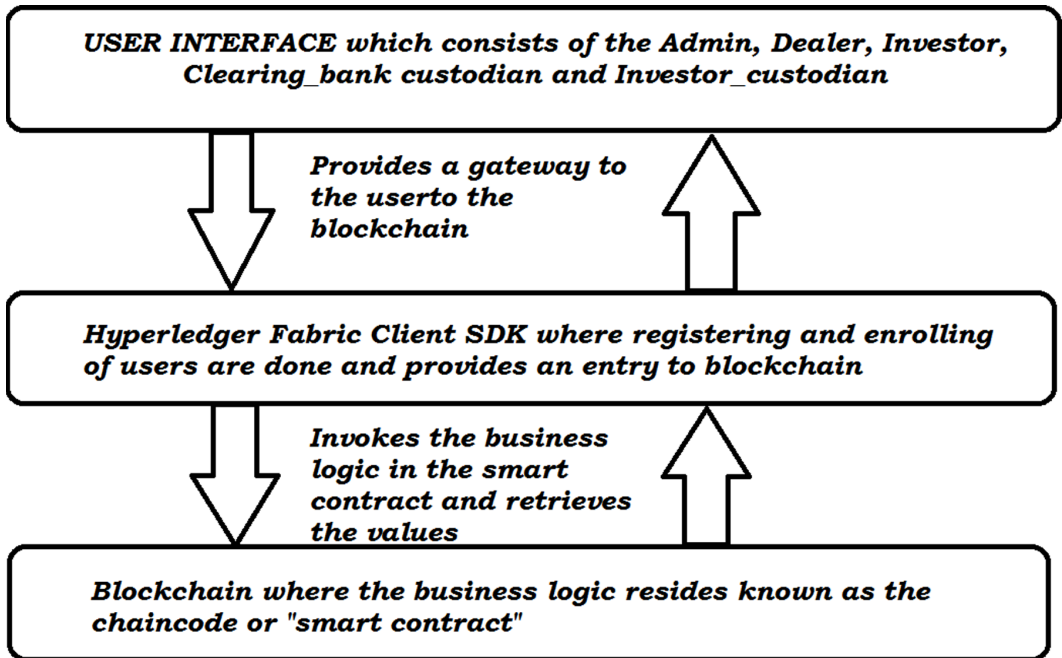 USER INTERFACE which consists of the Admin, Dealer, Investor,
Clearing_bank custodian and Investor_custodian
Provides a gateway to
the userto the
blockchain
Hyperledger Fabric Client SDK where registering and enrolling
of users are done and provides an entry to blockchain
Invokes the business
logic in the smart
contract and retrieves
the values
Blockchain where the business logic resides known as the
chaincode or "smart contract"